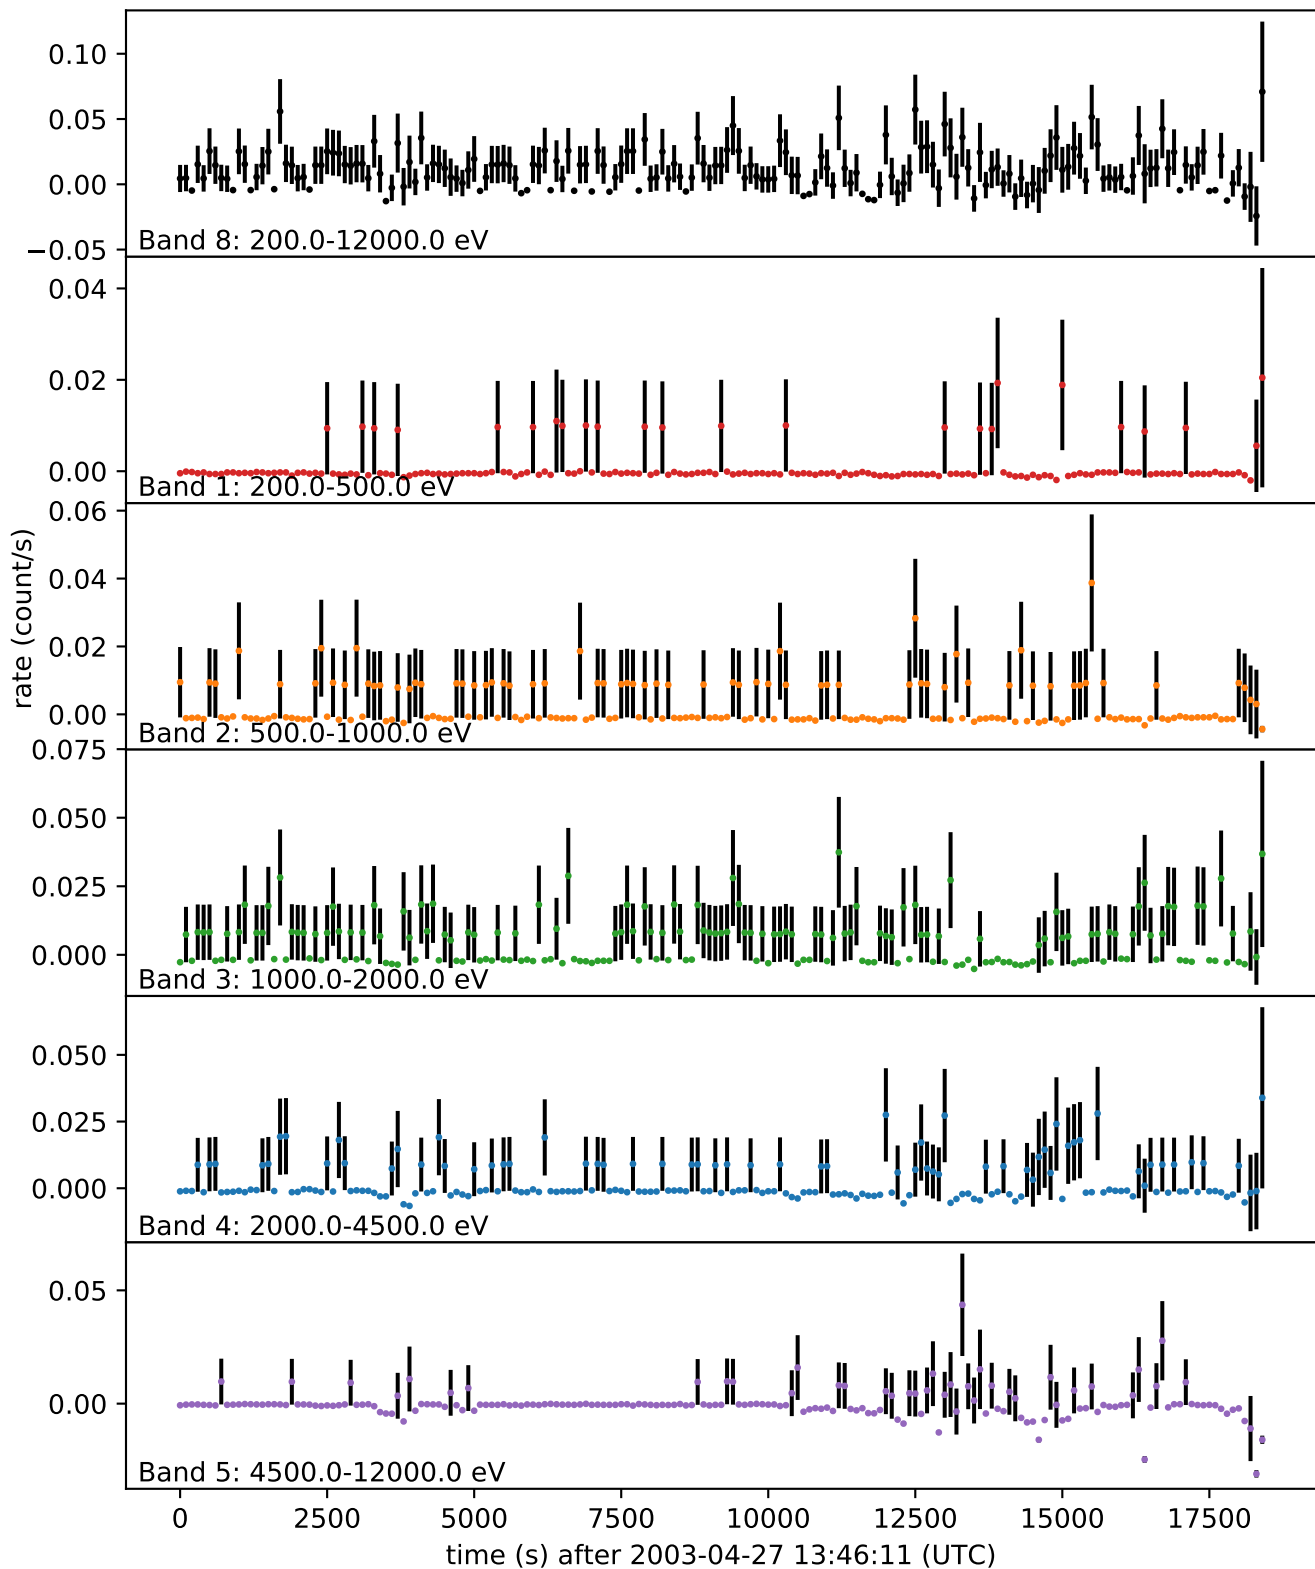 0.10
0.05
0.00
−0.05
Band 8: 200.0-12000.0 eV
0.04
0.02
0.00
Band 1: 200.0-500.0 eV
0.06
0.04
0.02
0.00
Band 2: 500.0-1000.0 eV
rate (count/s)
0.075
0.050
0.025
0.000
Band 3: 1000.0-2000.0 eV
0.050
0.025
0.000
Band 4: 2000.0-4500.0 eV
0.05
0.00
Band 5: 4500.0-12000.0 eV
0 2500 5000 7500 10000 12500 15000 17500
time (s) after 2003-04-27 13:46:11 (UTC)